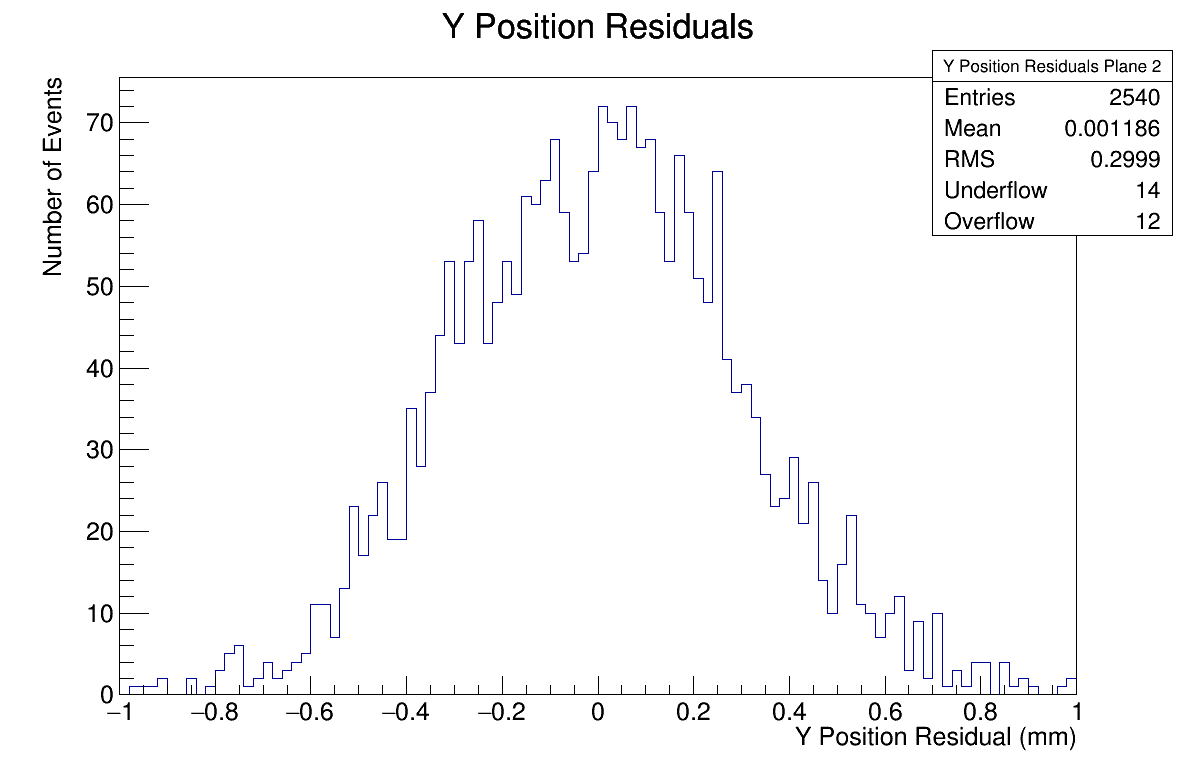 Y Position Residuals
Y Position Residuals Plane 2
Entries 2540
Mean 0.001186
RMS 0.2999
Underflow 14
Overflow 12
Number of Events
70
60
50
40
30
20
10
0
−1 −0.8 −0.6 −0.4 −0.2 0 0.2 0.4 0.6 0.8 1
Y Position Residual (mm)